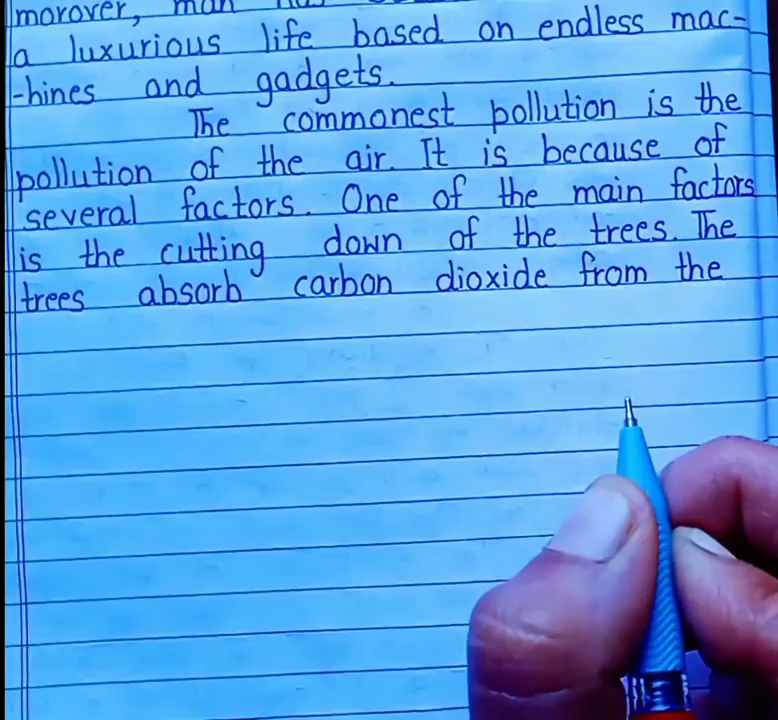 morover, man has
a luxurious life based on endless mac-
-hines and gadgets.
The commonest pollution is the
pollution of the air. It is because of
several factors. One of the main factors
is the cutting down of the trees. The
trees absorb carbon dioxide from the